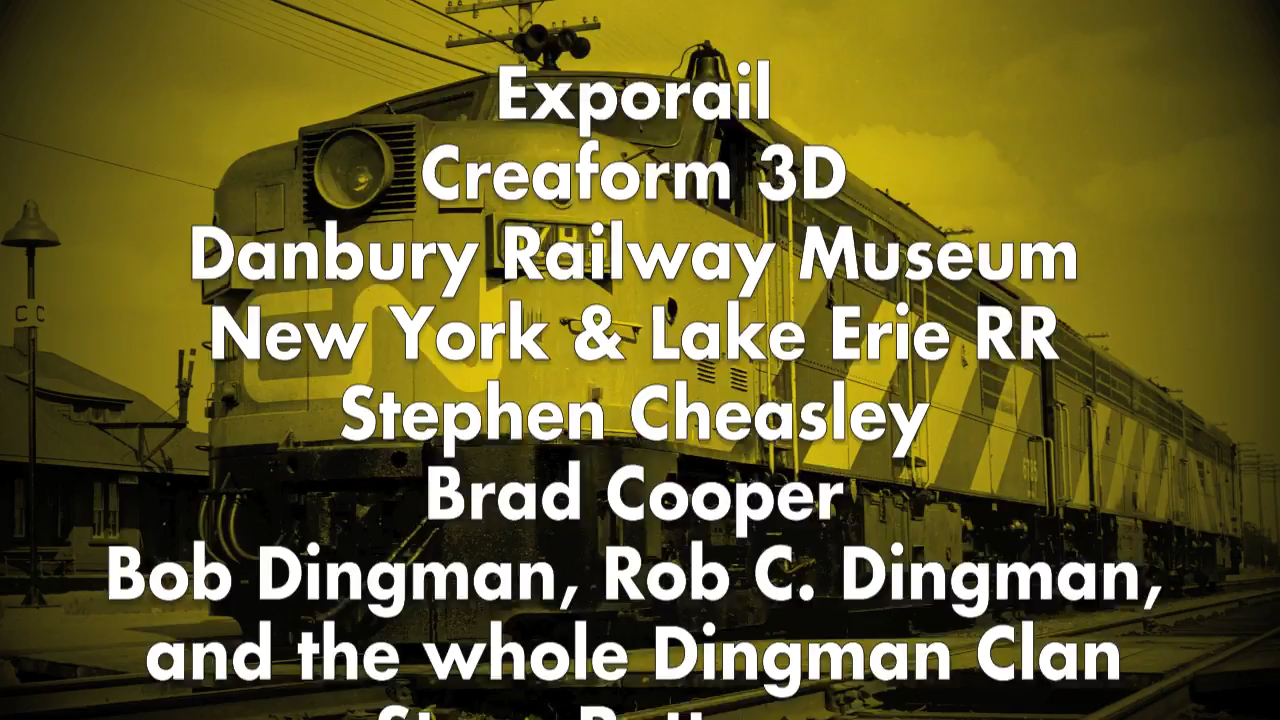 Exporail
Creaform 3D
Danbury Railway Museum
New York & Lake Erie RR
Stephen Cheasley
Brad Cooper
Bob Dingman, Rob C. Dingman,
and the whole Dingman Clan
CN
C C